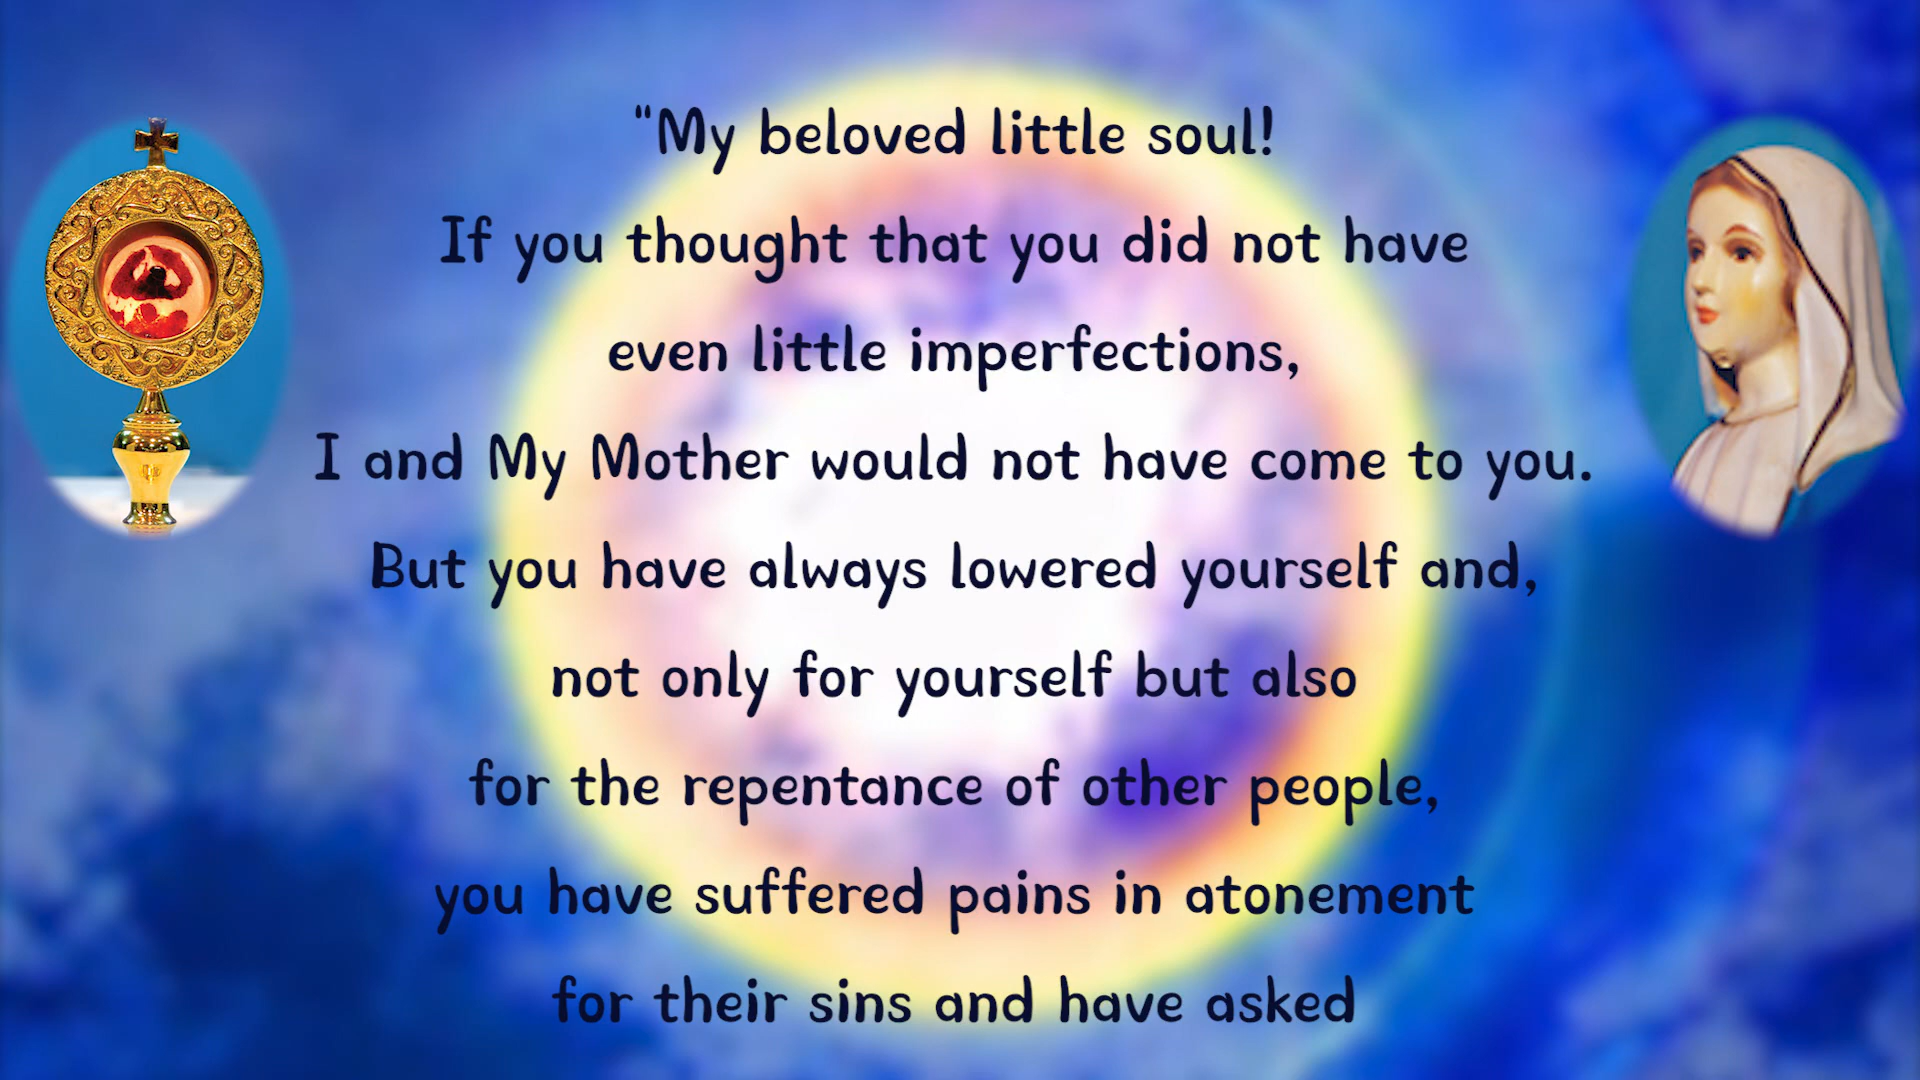 "My beloved little soul!
If you thought that you did not have
even little imperfections,
I and My Mother would not have come to you.
But you have always lowered yourself and,
not only for yourself but also
for the repentance of other people,
you have suffered pains in atonement
for their sins and have asked